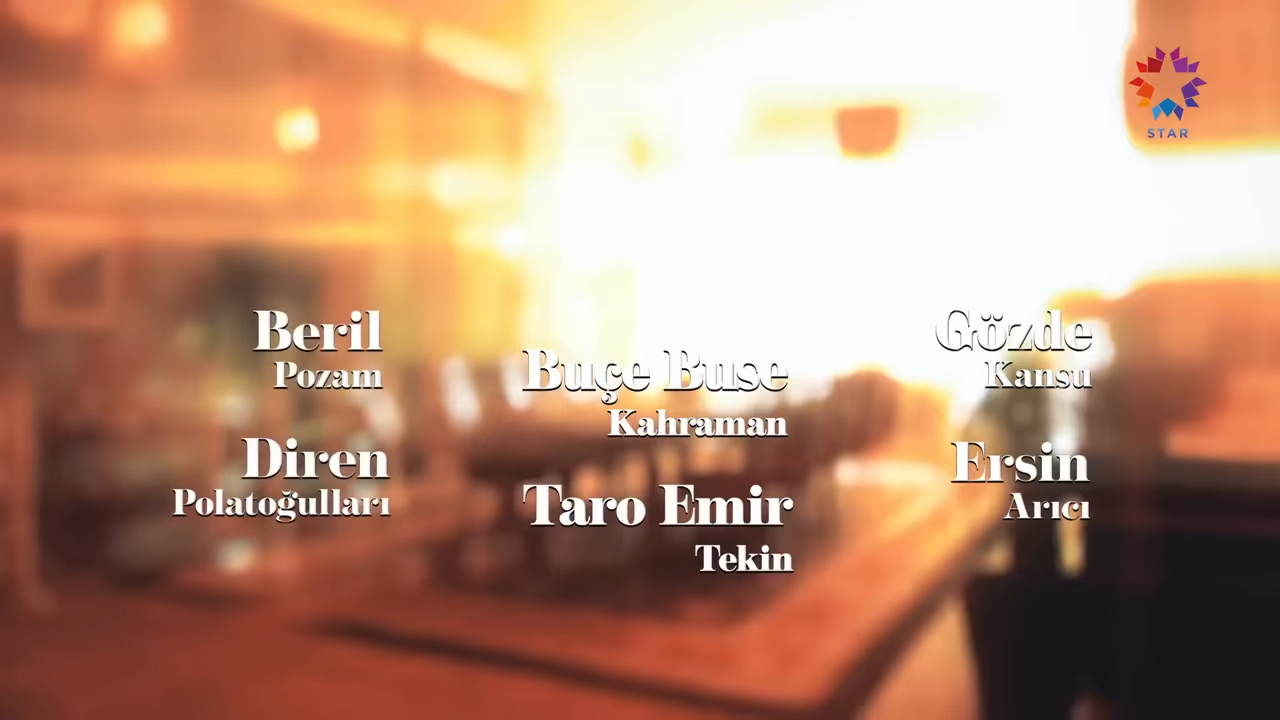 STAR
Beril
Pozam
Diren
Polatoğulları
Buçe Buse
Kahraman
Taro Emir
Tekin
Gözde
Kansu
Ersin
Arıcı